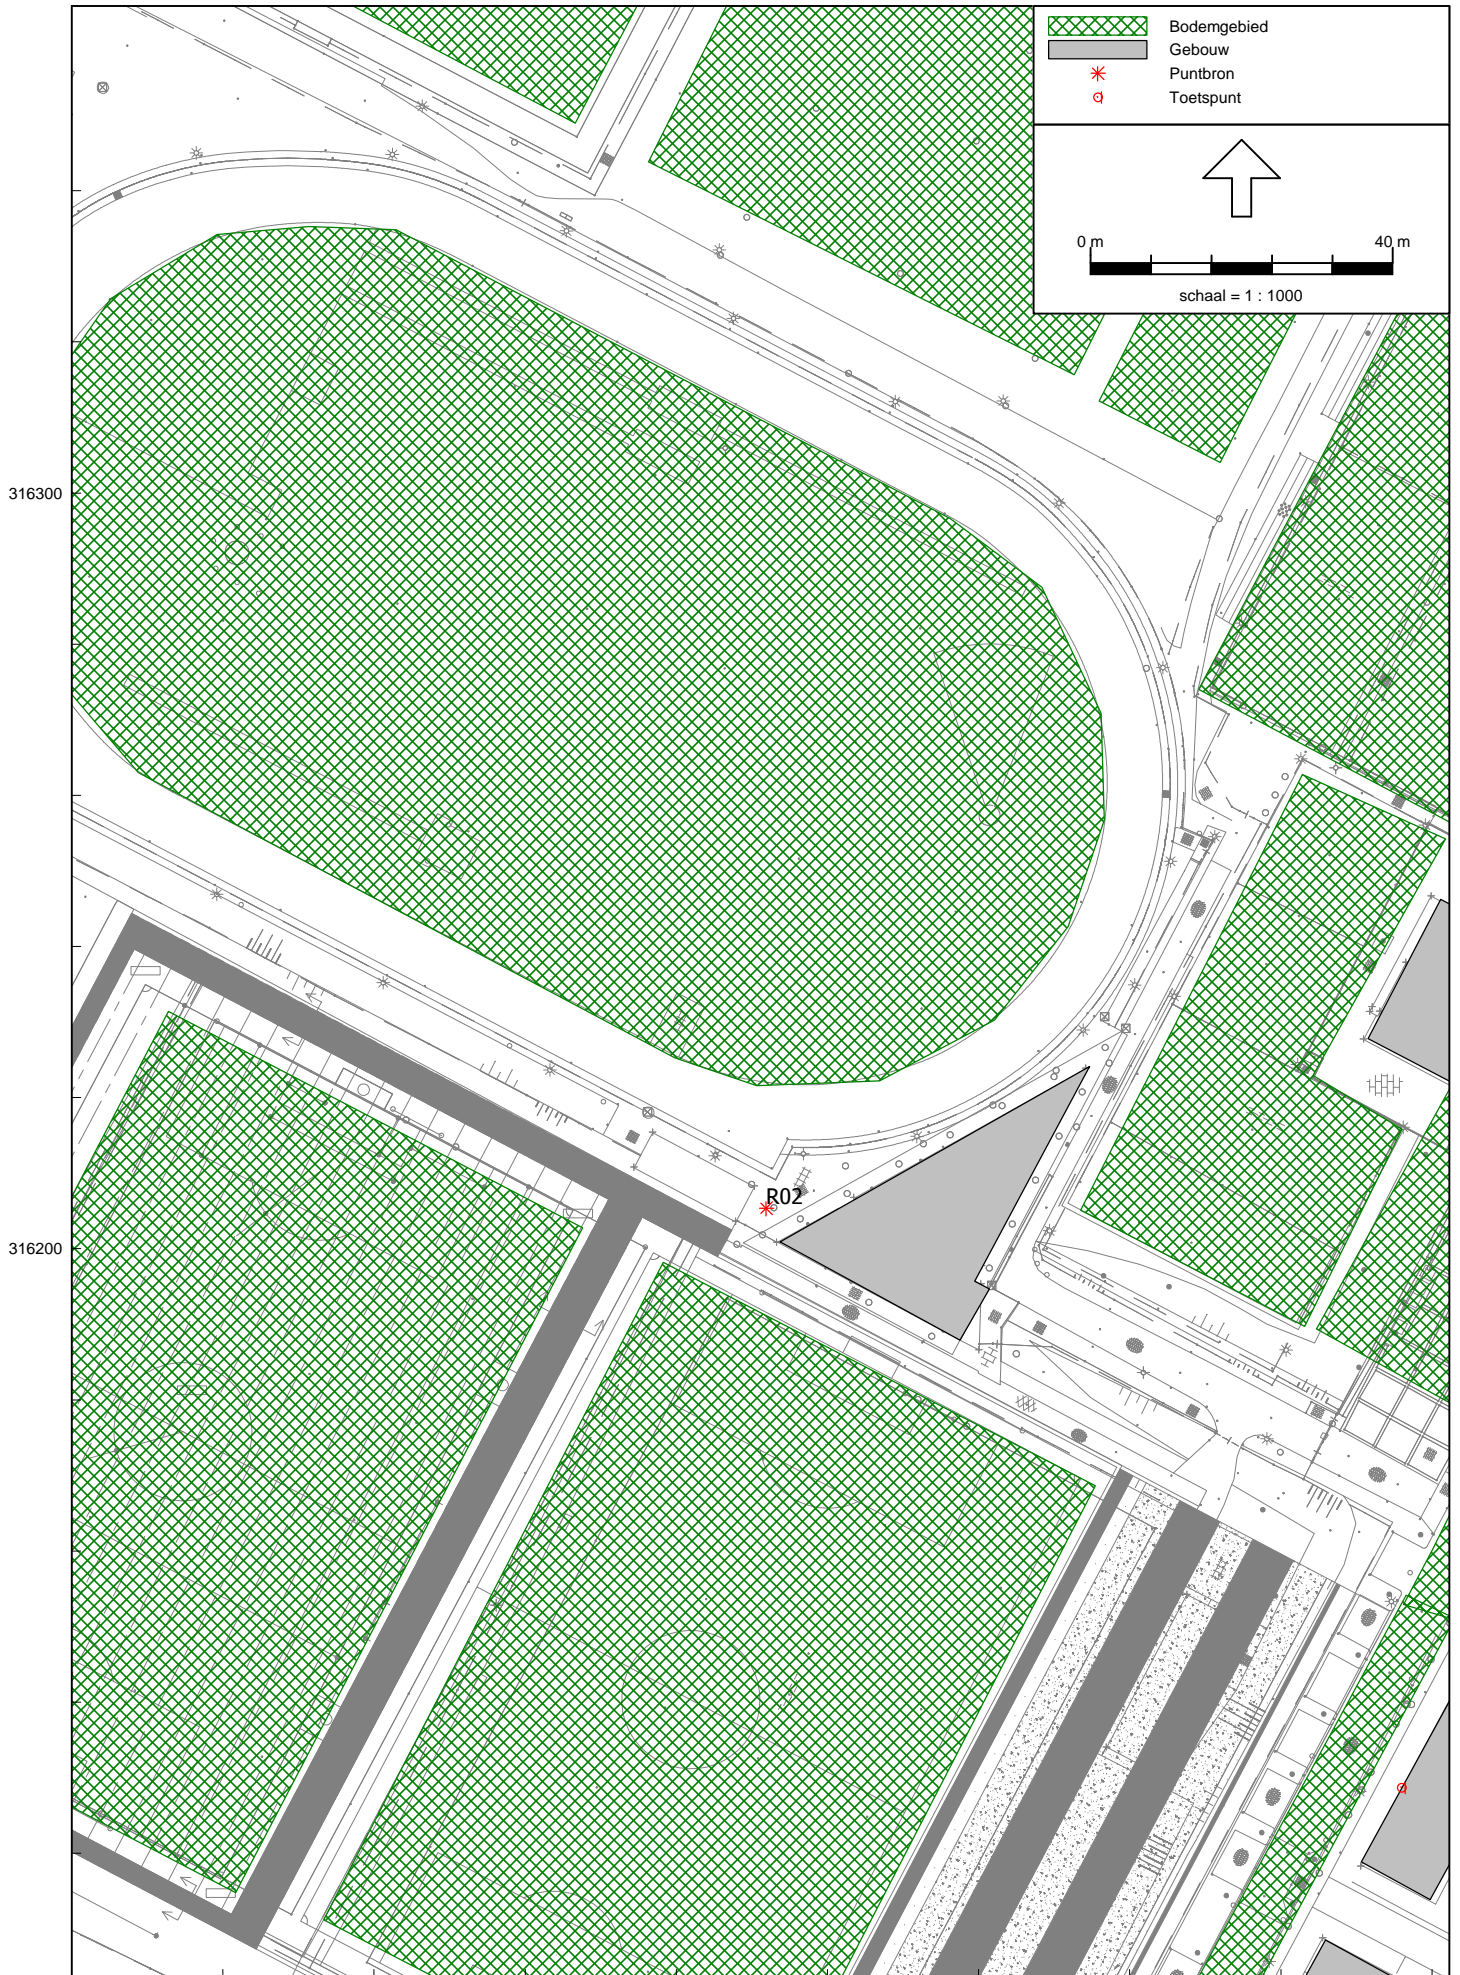 Bodemgebied
Gebouw
Puntbron
Toetspunt
0 m 40 m
schaal = 1 : 1000
316300
R02
316200